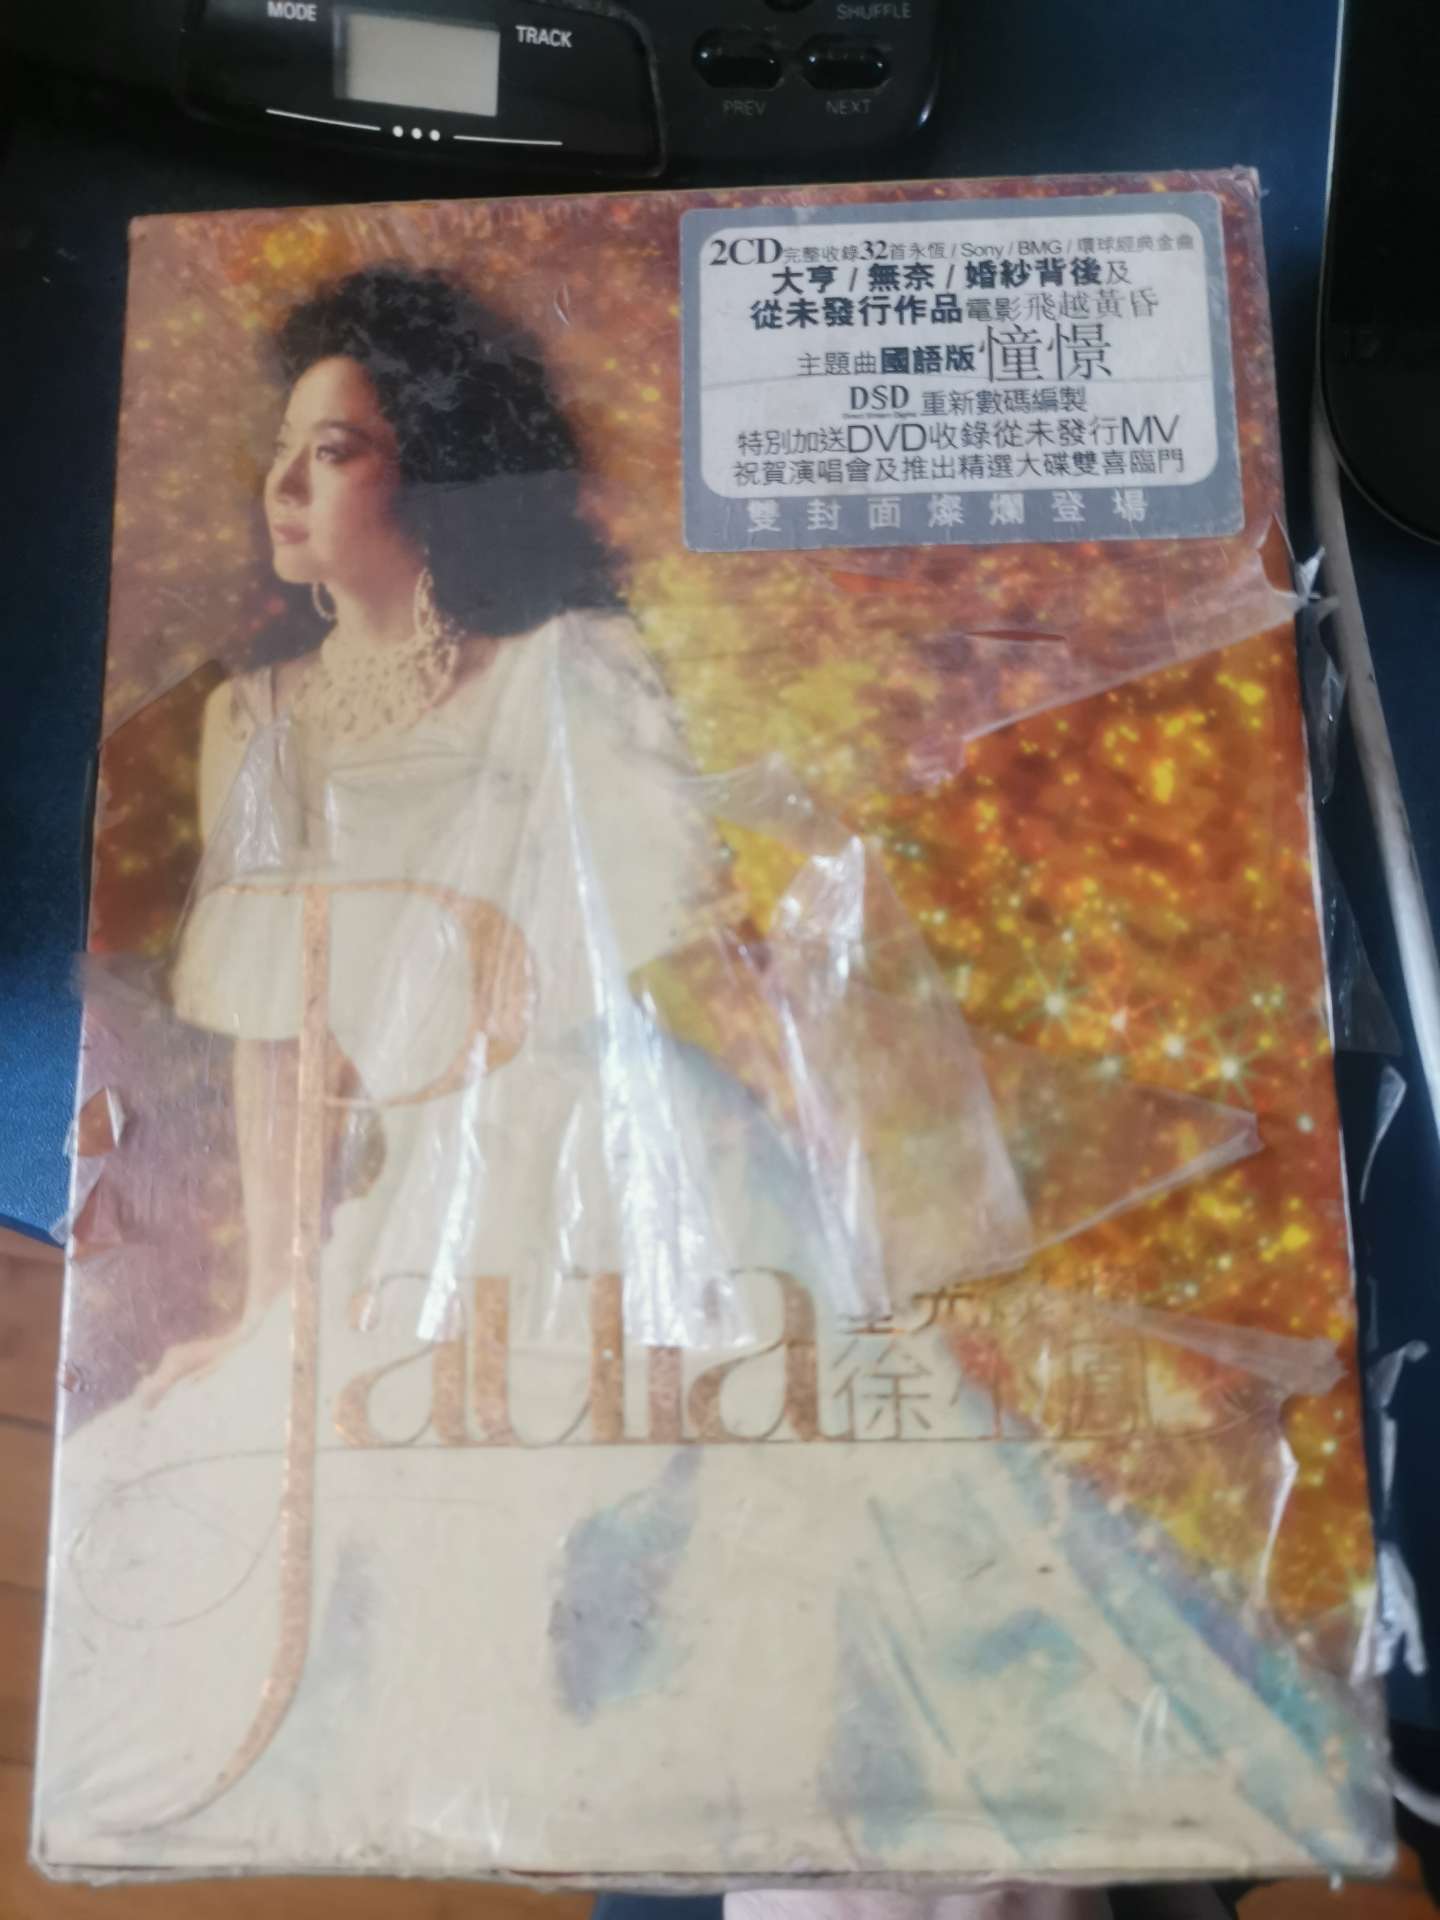 MODE
TRACK
SHUFFLE
PREV
NEXT
2CD完整收錄32首永恆/Sony/BMG/環球經典金曲
大亨/無奈/婚紗背後及
從未發行作品電影飛越黃昏
主題曲國語版憧憬
DSD 重新數碼編製
Direct Stream Digital
特別加送DVD收錄從未發行MV
祝賀演唱會及推出精選大碟雙喜臨門
雙封面燦爛登場
Paula徐小鳳